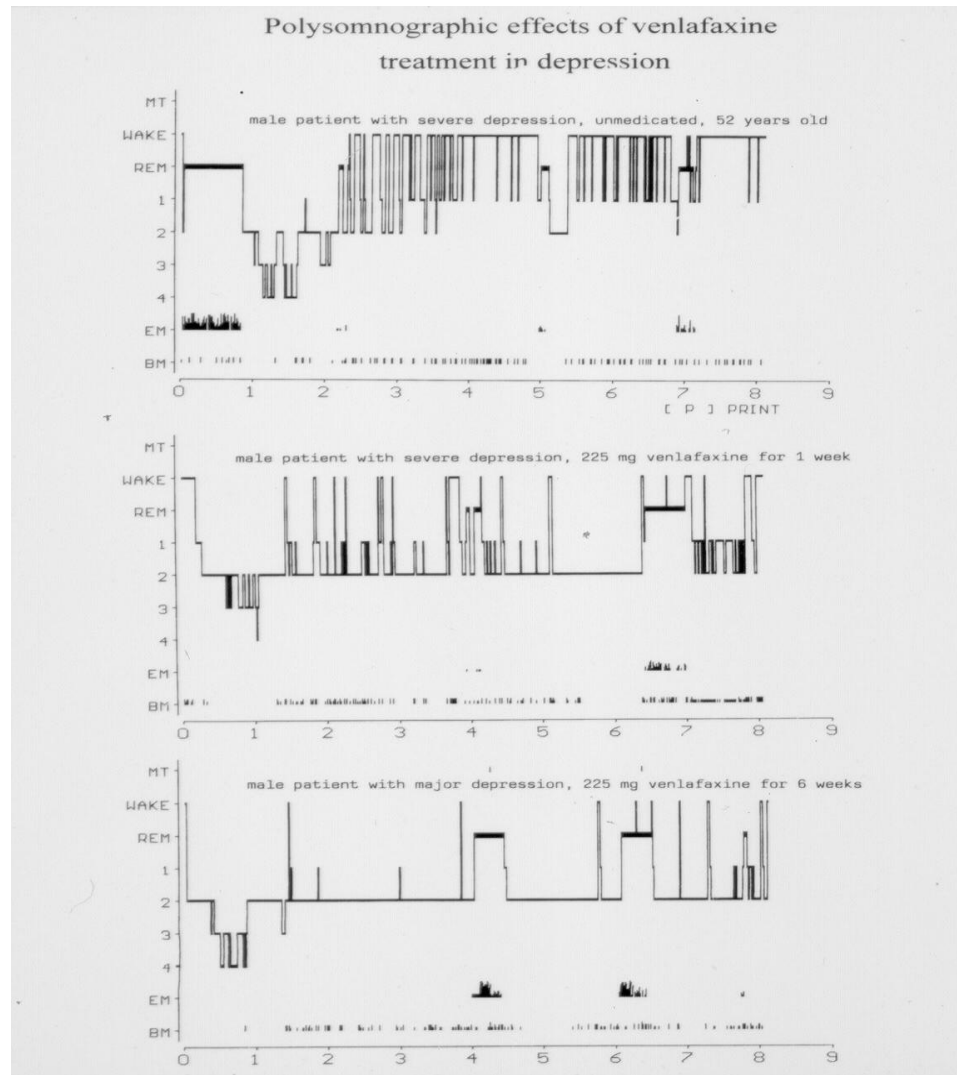 Polysomnographic effects of venlafaxine
treatment in depression
MT
male patient with severe depression, unmedicated, 52 years old
WAKE
REM
1
2
3
4
EM
BM
0 1 2 3 4 5 6 7 8 9
[ P ] PRINT
MT
male patient with severe depression, 225 mg venlafaxine for 1 week
WAKE
REM
1
2
3
4
EM
BM
0 1 2 3 4 5 6 7 8 9
MT
male patient with major depression, 225 mg venlafaxine for 6 weeks
WAKE
REM
1
2
3
4
EM
BM
0 1 2 3 4 5 6 7 8 9